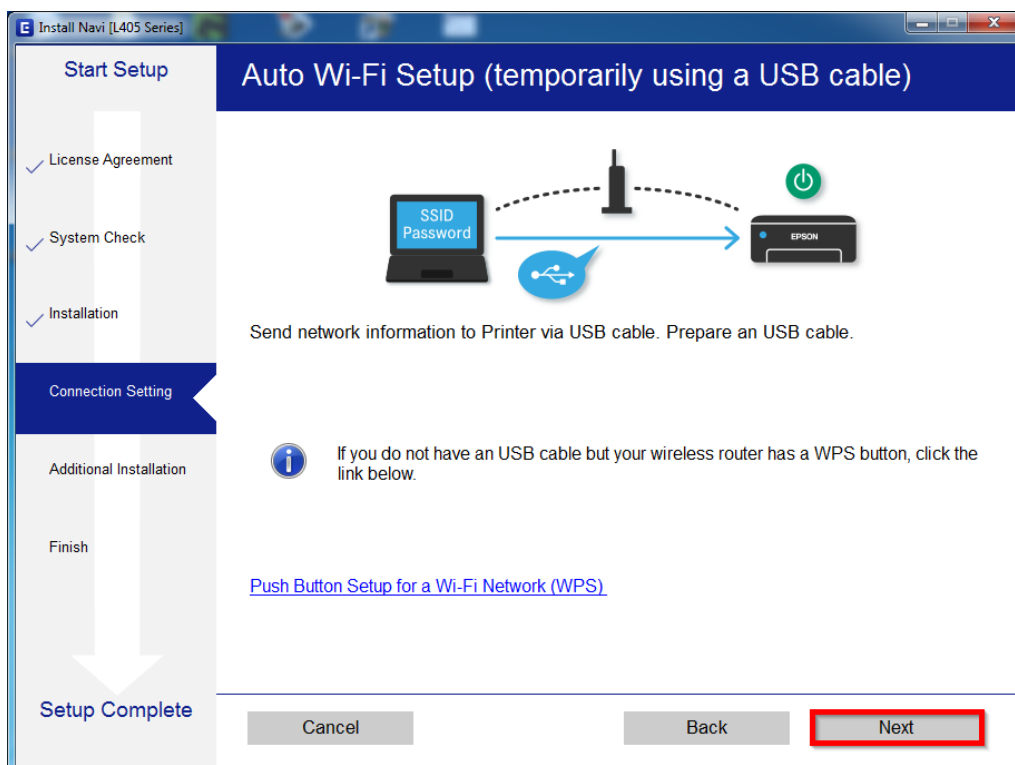 Install Navi [L405 Series]
Start Setup
License Agreement
System Check
Installation
Connection Setting
Additional Installation
Finish
Setup Complete
Auto Wi-Fi Setup (temporarily using a USB cable)
SSID
Password
EPSON
Send network information to Printer via USB cable. Prepare an USB cable.
If you do not have an USB cable but your wireless router has a WPS button, click the
link below.
Push Button Setup for a Wi-Fi Network (WPS)
Cancel
Back
Next